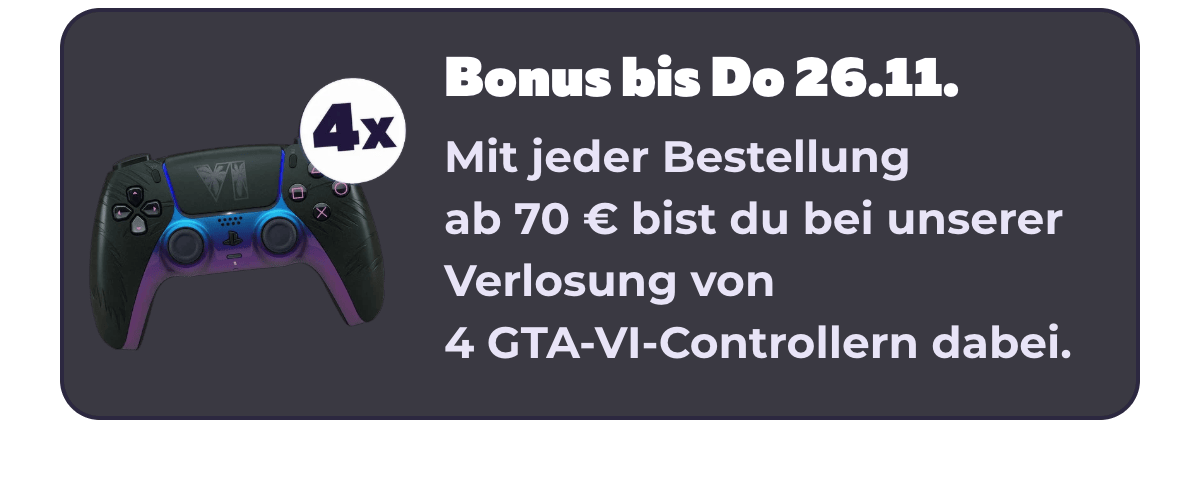 Bonus bis Do 26.11.
4x
VI
Mit jeder Bestellung
ab 70 € bist du bei unserer
Verlosung von
4 GTA-VI-Controllern dabei.